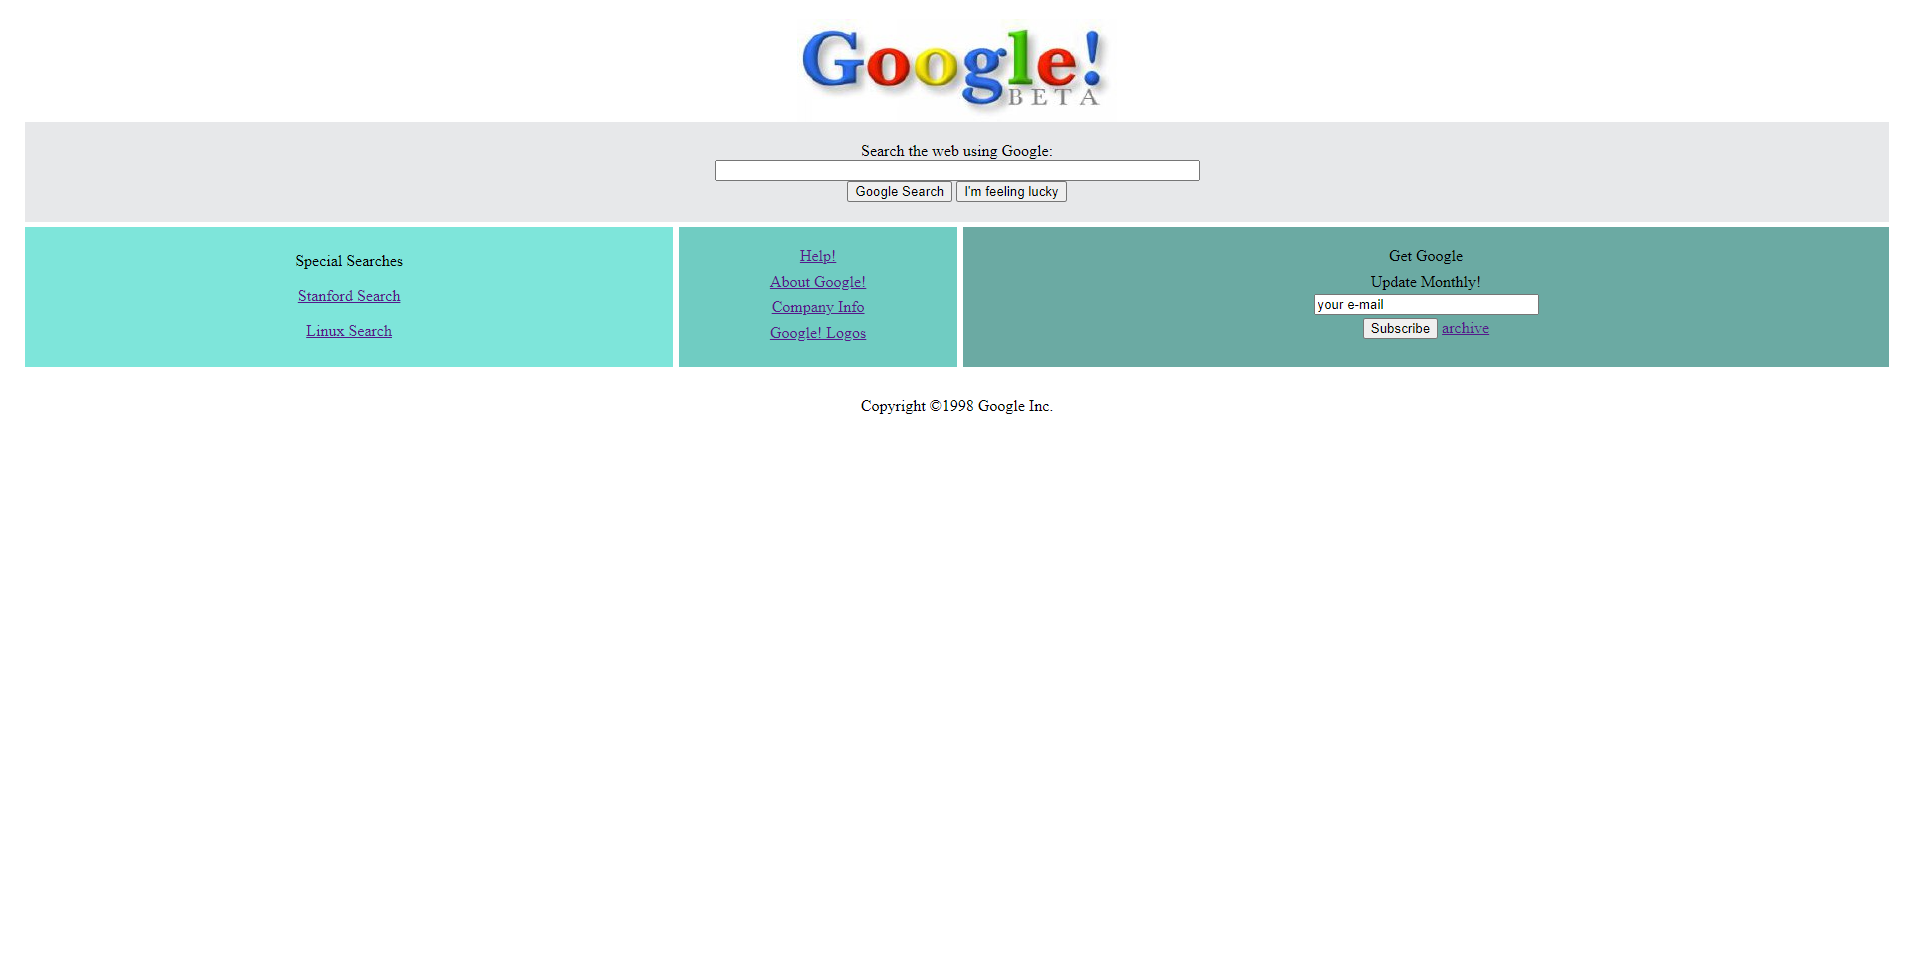 Google!
BETA
Search the web using Google:
Google Search I'm feeling lucky
Special Searches
Stanford Search
Linux Search
Help!
About Google!
Company Info
Google! Logos
Get Google
Update Monthly!
your e-mail
Subscribe archive
Copyright ©1998 Google Inc.